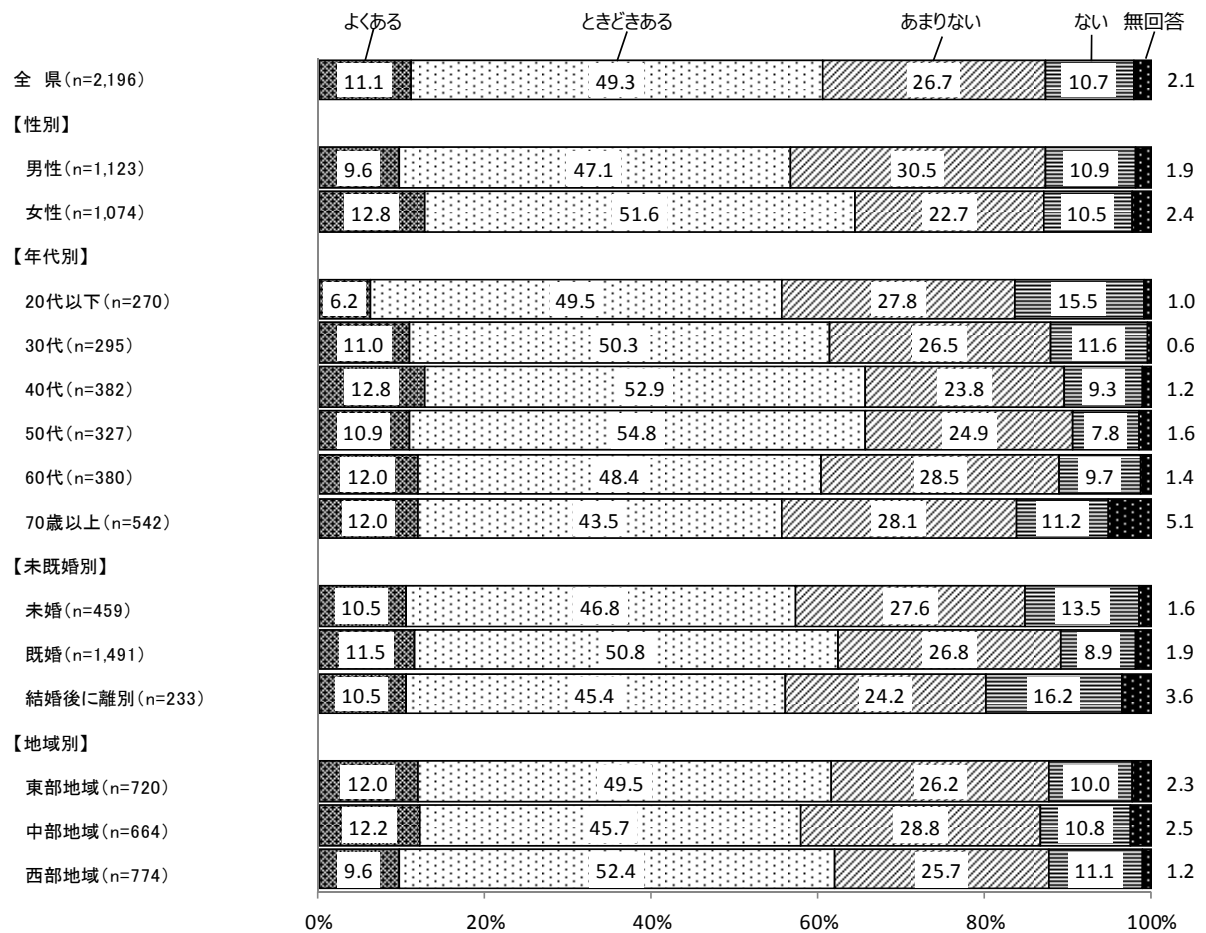 よくある ときどきある あまりない ない 無回答
全 県(n=2,196) 11.1 49.3 26.7 10.7 2.1
【性別】
男性(n=1,123) 9.6 47.1 30.5 10.9 1.9
女性(n=1,074) 12.8 51.6 22.7 10.5 2.4
【年代別】
20代以下(n=270) 6.2 49.5 27.8 15.5 1.0
30代(n=295) 11.0 50.3 26.5 11.6 0.6
40代(n=382) 12.8 52.9 23.8 9.3 1.2
50代(n=327) 10.9 54.8 24.9 7.8 1.6
60代(n=380) 12.0 48.4 28.5 9.7 1.4
70歳以上(n=542) 12.0 43.5 28.1 11.2 5.1
【未既婚別】
未婚(n=459) 10.5 46.8 27.6 13.5 1.6
既婚(n=1,491) 11.5 50.8 26.8 8.9 1.9
結婚後に離別(n=233) 10.5 45.4 24.2 16.2 3.6
【地域別】
東部地域(n=720) 12.0 49.5 26.2 10.0 2.3
中部地域(n=664) 12.2 45.7 28.8 10.8 2.5
西部地域(n=774) 9.6 52.4 25.7 11.1 1.2
0% 20% 40% 60% 80% 100%